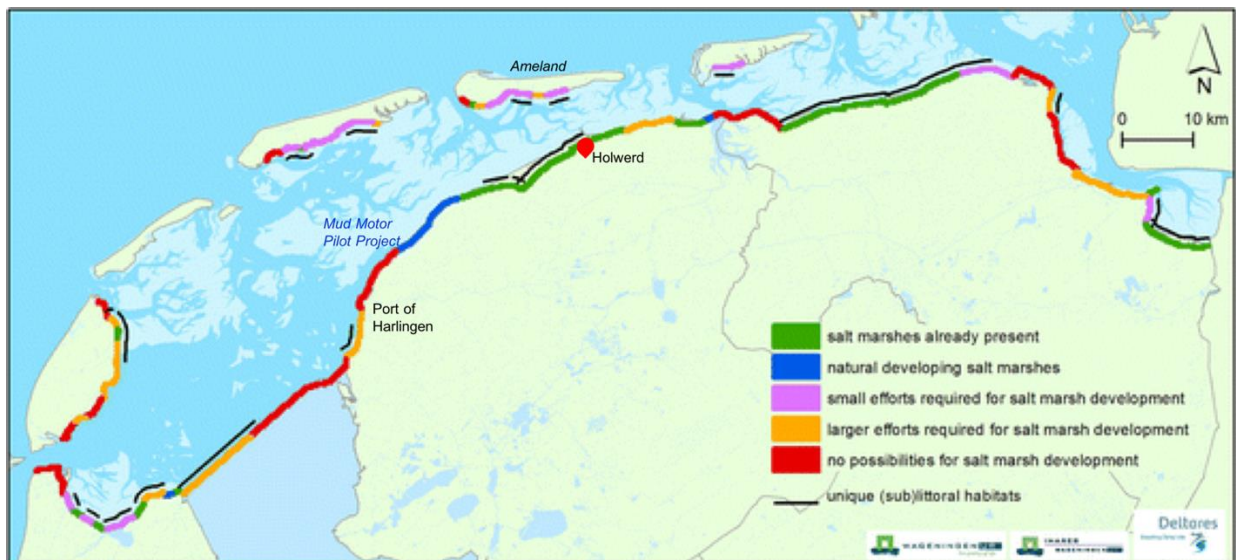 Ameland
N
0 10 km
Holwerd
Mud Motor
Pilot Project
Port of
Harlingen
salt marshes already present
natural developing salt marshes
small efforts required for salt marsh development
larger efforts required for salt marsh development
no possibilities for salt marsh development
unique (sub)littoral habitats
Deltares
WAGENINGEN